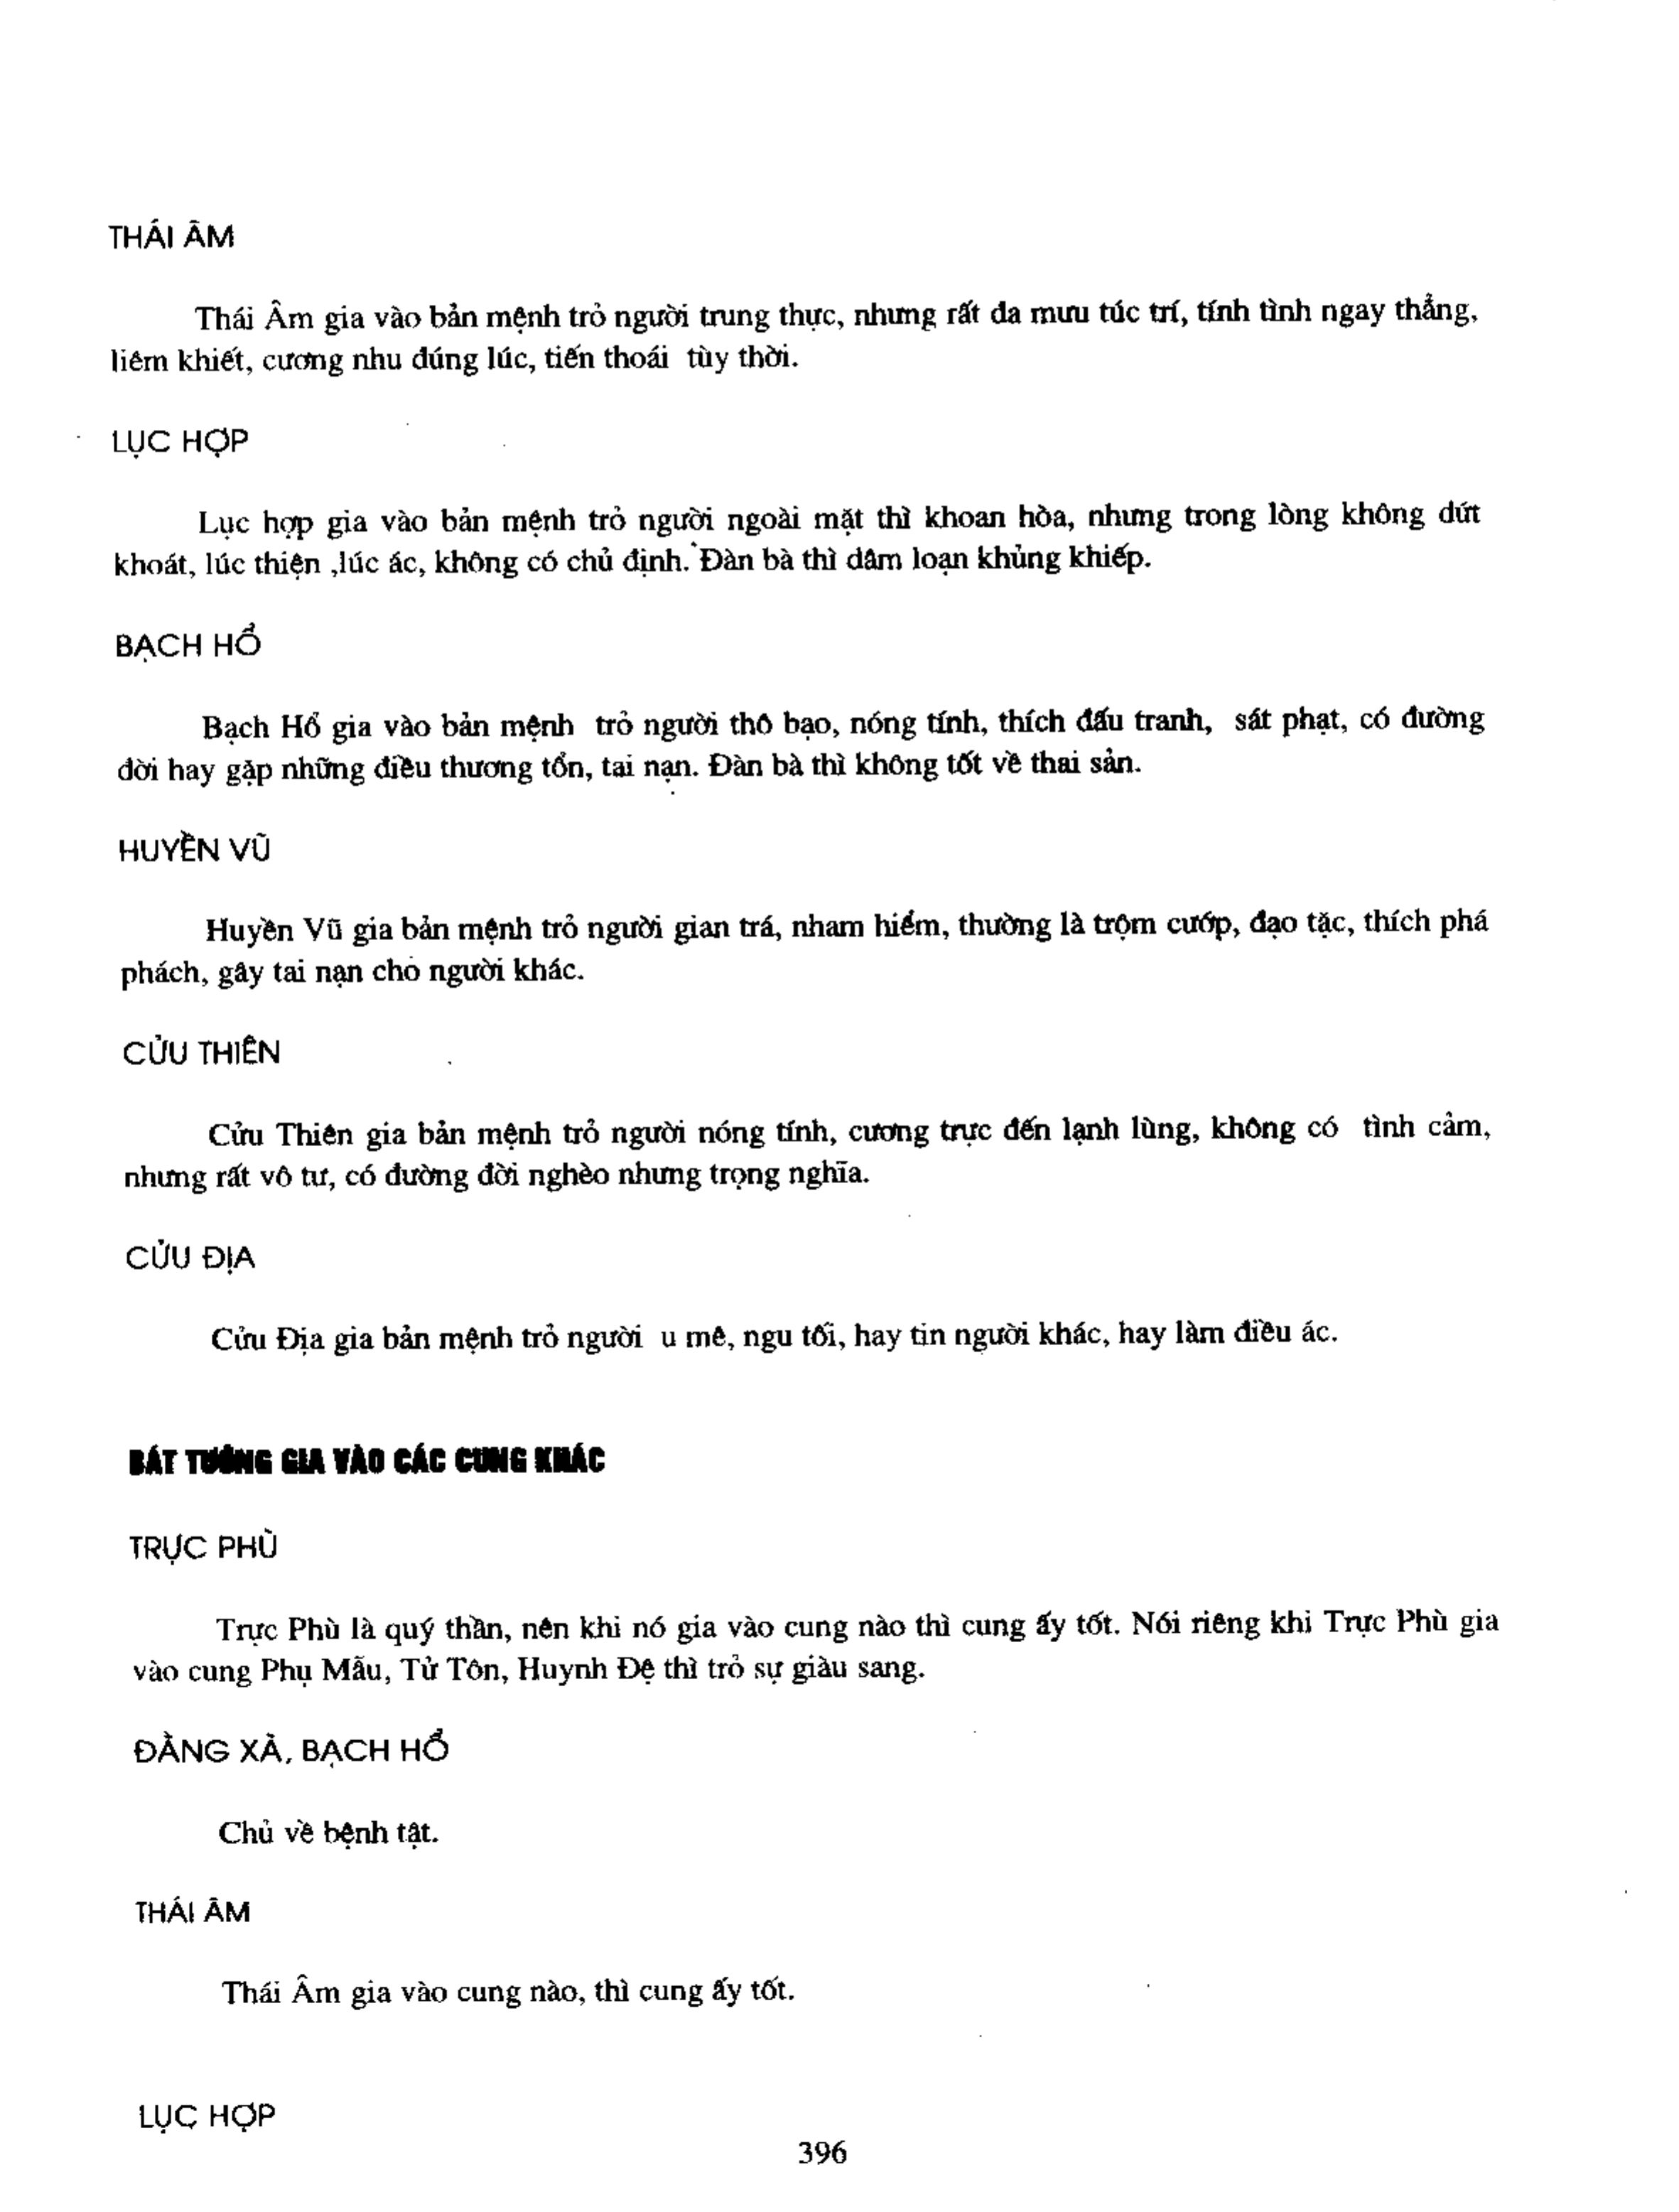 THÁI ÂM
Thái Âm gia vào bản mệnh trỏ người trung thực, nhưng rất đa mưu túc trí, tính tình ngay thẳng,
liêm khiết, cương nhu đúng lúc, tiến thoái tùy thời.
LỤC HỢP
Lục hợp gia vào bản mệnh trỏ người ngoài mặt thì khoan hòa, nhưng trong lòng không dứt
khoát, lúc thiện ,lúc ác, không có chủ định. Đàn bà thì dâm loạn khủng khiếp.
BẠCH HỔ
Bạch Hổ gia vào bản mệnh trỏ người thô bạo, nóng tính, thích đấu tranh, sát phạt, có đường
đời hay gặp những điều thương tổn, tai nạn. Đàn bà thì không tốt về thai sản.
HUYỀN VŨ
Huyền Vũ gia bản mệnh trỏ người gian trá, nham hiểm, thường là trộm cướp, đạo tặc, thích phá
phách, gây tai nạn cho người khác.
CỬU THIÊN
Cửu Thiên gia bản mệnh trỏ người nóng tính, cương trực đến lạnh lùng, không có tình cảm,
nhưng rất vô tư, có đường đời nghèo nhưng trọng nghĩa.
CỬU ĐỊA
Cửu Địa gia bản mệnh trỏ người u mê, ngu tối, hay tin người khác, hay làm điều ác.
BÁT TƯỚNG GIA VÀO CÁC CUNG KHÁC
TRỰC PHÙ
Trực Phù là quý thần, nên khi nó gia vào cung nào thì cung ấy tốt. Nói riêng khi Trực Phù gia
vào cung Phụ Mẫu, Tử Tôn, Huynh Đệ thì trỏ sự giàu sang.
ĐẰNG XÀ, BẠCH HỔ
Chủ về bệnh tật.
THÁI ÂM
Thái Âm gia vào cung nào, thì cung ấy tốt.
LỤC HỢP
396